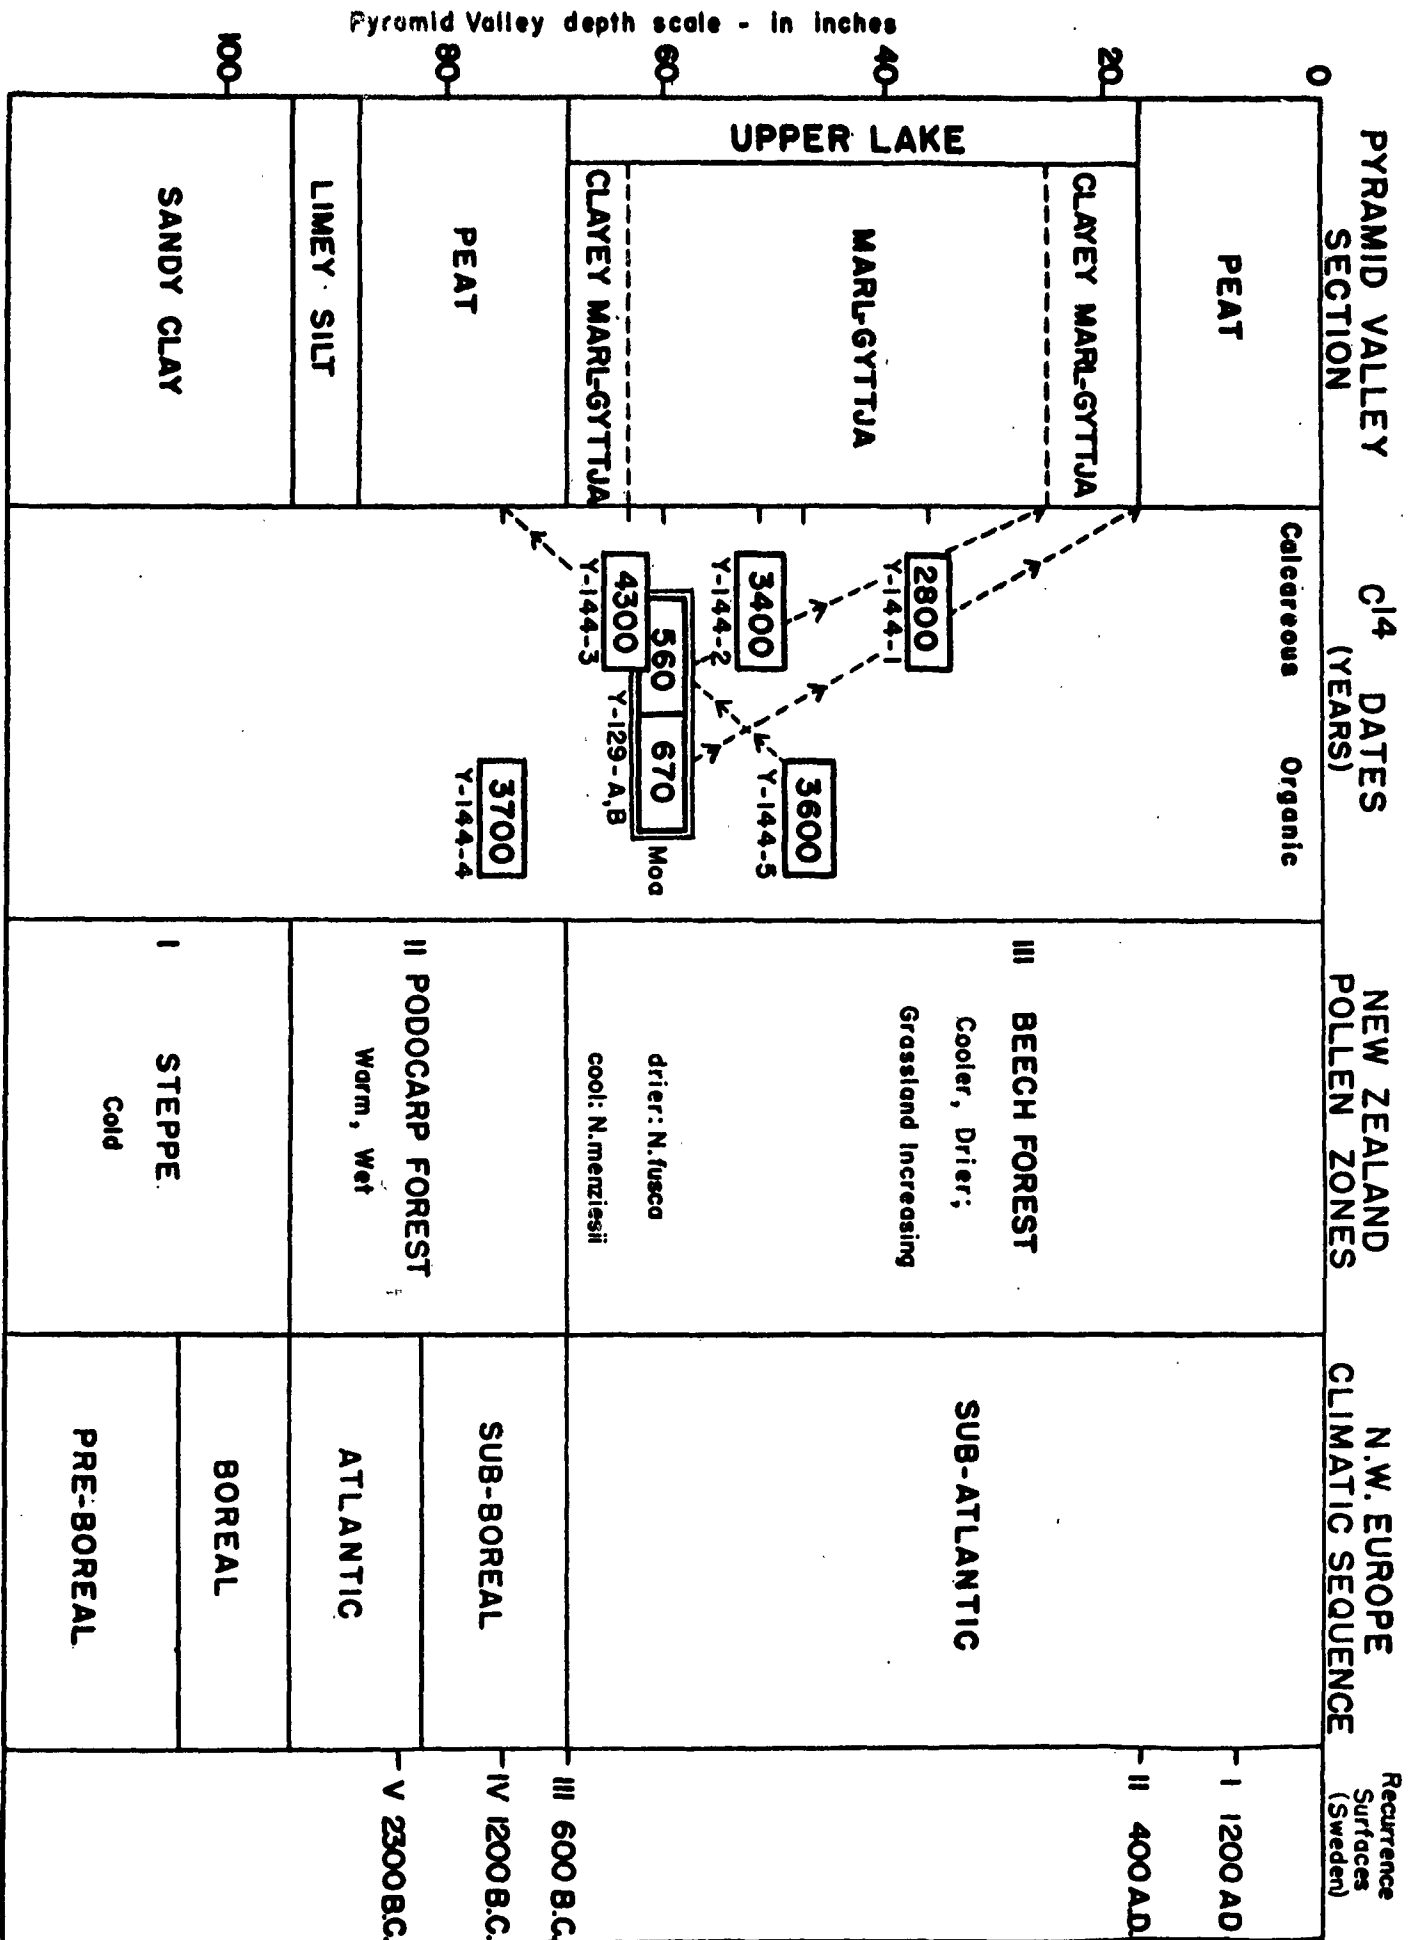 Pyramid Valley depth scale - in inches
0
20
40
60
80
100
PYRAMID VALLEY
SECTION
PEAT
UPPER LAKE
CLAYEY MARL-GYTTJA
MARL-GYTTJA
CLAYEY MARL-GYTTJA
PEAT
LIMEY SILT
SANDY CLAY
C14 DATES
(YEARS)
Calcareous Organic
2800
Y-144-1
3600
Y-144-5
3400
Y-144-2
560 670
Moa
Y-129-A,B
4300
Y-144-3
3700
Y-144-4
NEW ZEALAND
POLLEN ZONES
III BEECH FOREST
Cooler, Drier;
Grassland Increasing
drier: N.fusca
cool: N.menziesii
II PODOCARP FOREST
Warm, Wet
I STEPPE
Cold
N.W. EUROPE
CLIMATIC SEQUENCE
SUB-ATLANTIC
SUB-BOREAL
ATLANTIC
BOREAL
PRE-BOREAL
Recurrence
Surfaces
(Sweden)
I 1200 A.D.
II 400 A.D.
III 600 B.C.
IV 1200 B.C.
V 2300 B.C.